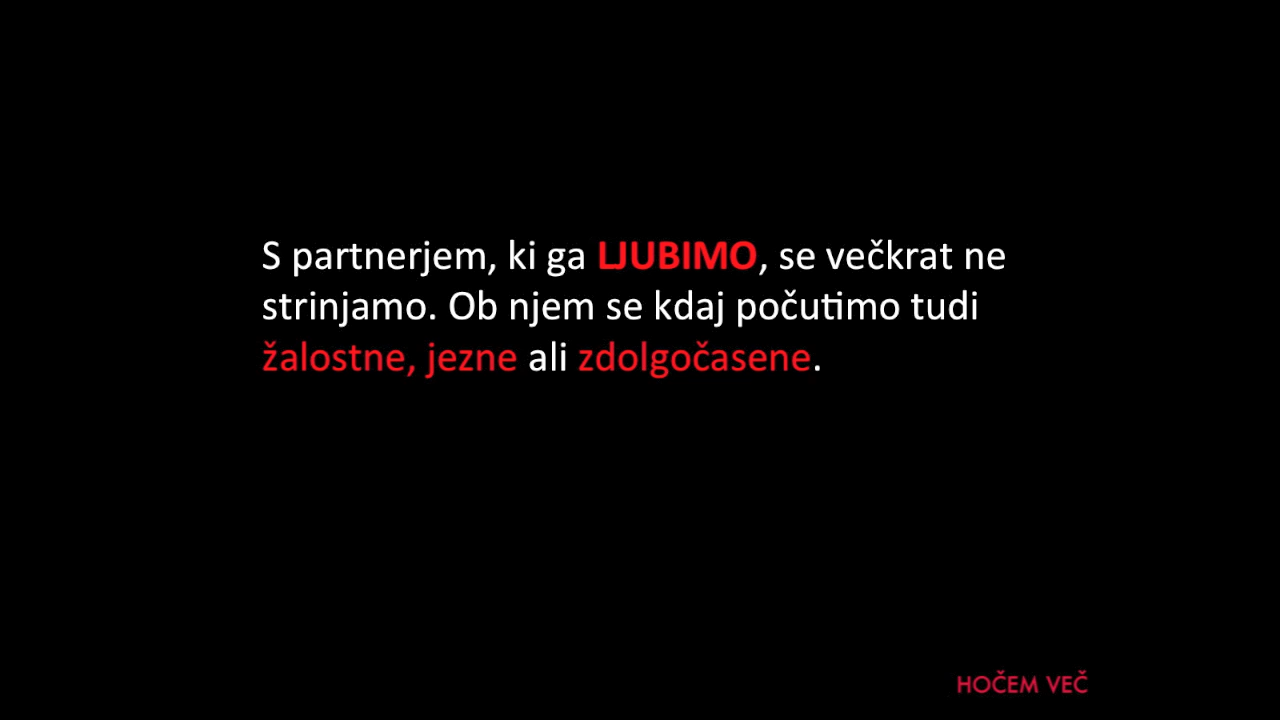 S partnerjem, ki ga LJUBIMO, se večkrat ne
strinjamo. Ob njem se kdaj počutimo tudi
žalostne, jezne ali zdolgočasene.
HOČEM VEČ